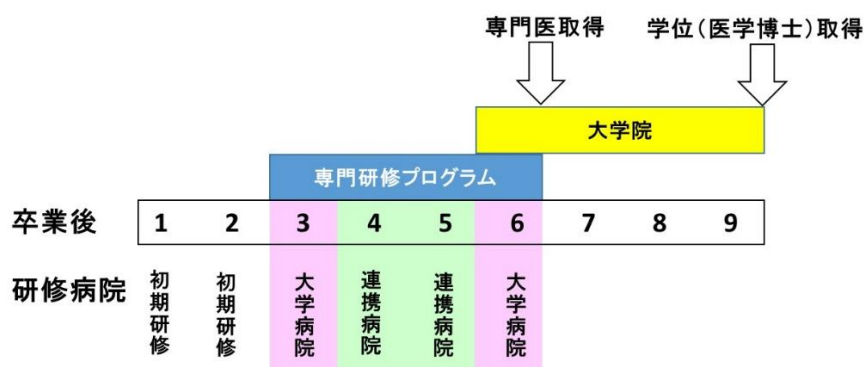 専門医取得
学位（医学博士）取得
大学院
専門研修プログラム
卒業後 1 2 3 4 5 6 7 8 9
研修病院
初期研修
初期研修
大学病院
連携病院
連携病院
大学病院